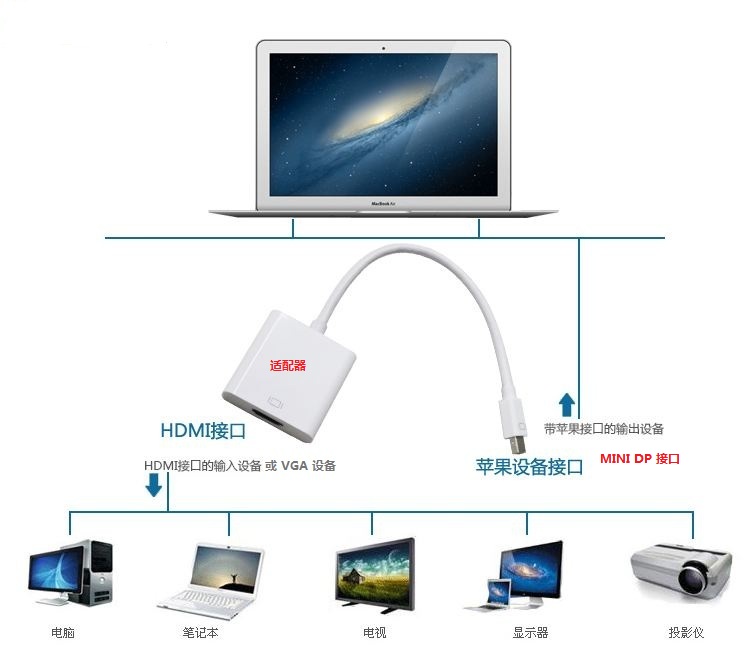 MacBook Air
适配器
HDMI接口
带苹果接口的输出设备
HDMI接口的输入设备 或 VGA 设备
苹果设备接口
MINI DP 接口
电脑
笔记本
电视
显示器
投影仪